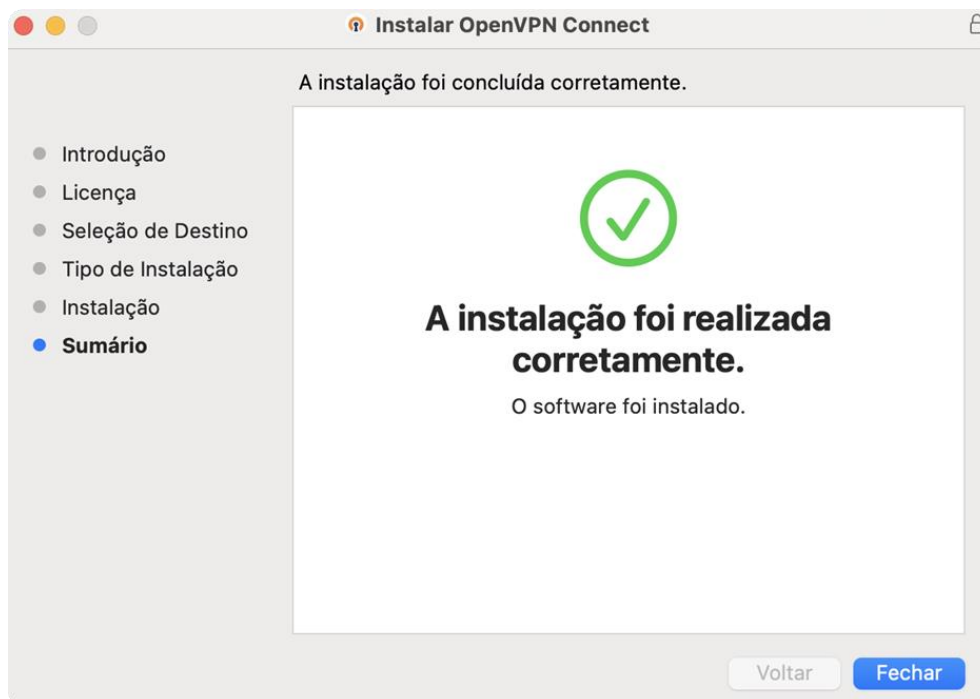 Instalar OpenVPN Connect
A instalação foi concluída corretamente.
Introdução
Licença
Seleção de Destino
Tipo de Instalação
Instalação
Sumário
A instalação foi realizada
corretamente.
O software foi instalado.
Voltar
Fechar